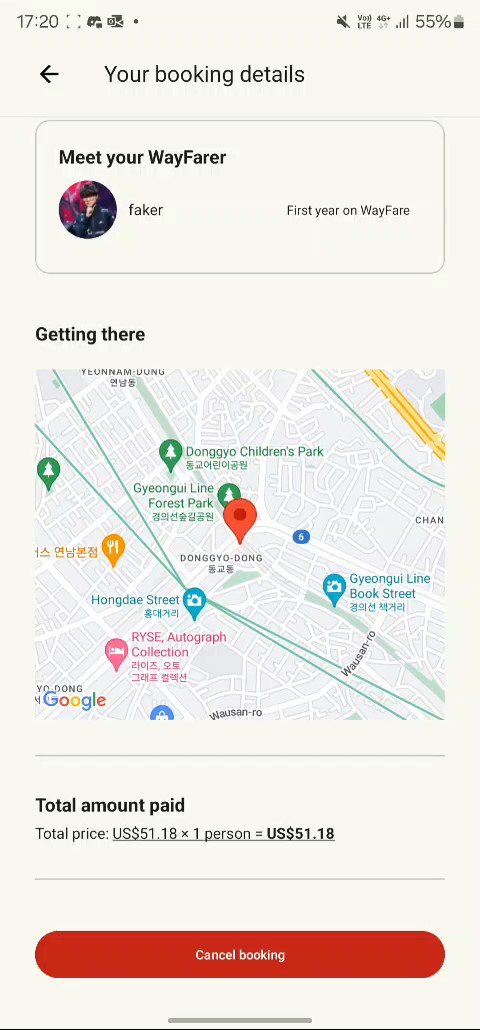 17:20
Vo))
LTE
4G+
55%
Your booking details
Meet your WayFarer
faker
First year on WayFare
Getting there
YEONNAM-DONG
연남동
Donggyo Children's Park
동교어린이공원
Gyeongui Line
Forest Park
경의선숲길공원
6
CHAN
스 연남본점
DONGGYO-DONG
동교동
Gyeongui Line
Book Street
경의선 책거리
Hongdae Street
홍대거리
RYSE, Autograph
Collection
라이즈, 오토
그래프 컬렉션
Wausan-ro
YO-DONG
Google
Wausan-ro
Total amount paid
Total price: US$51.18 × 1 person = US$51.18
Cancel booking